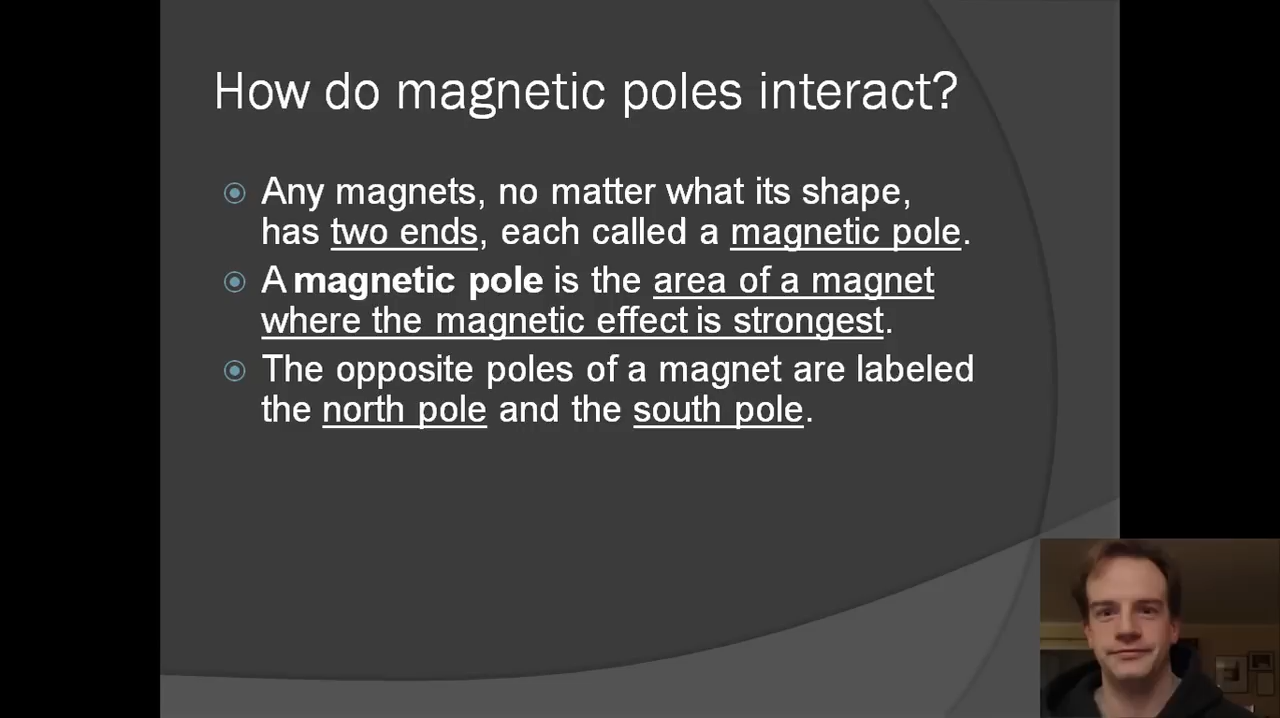 How do magnetic poles interact?
Any magnets, no matter what its shape,
has two ends, each called a magnetic pole.
A magnetic pole is the area of a magnet
where the magnetic effect is strongest.
The opposite poles of a magnet are labeled
the north pole and the south pole.